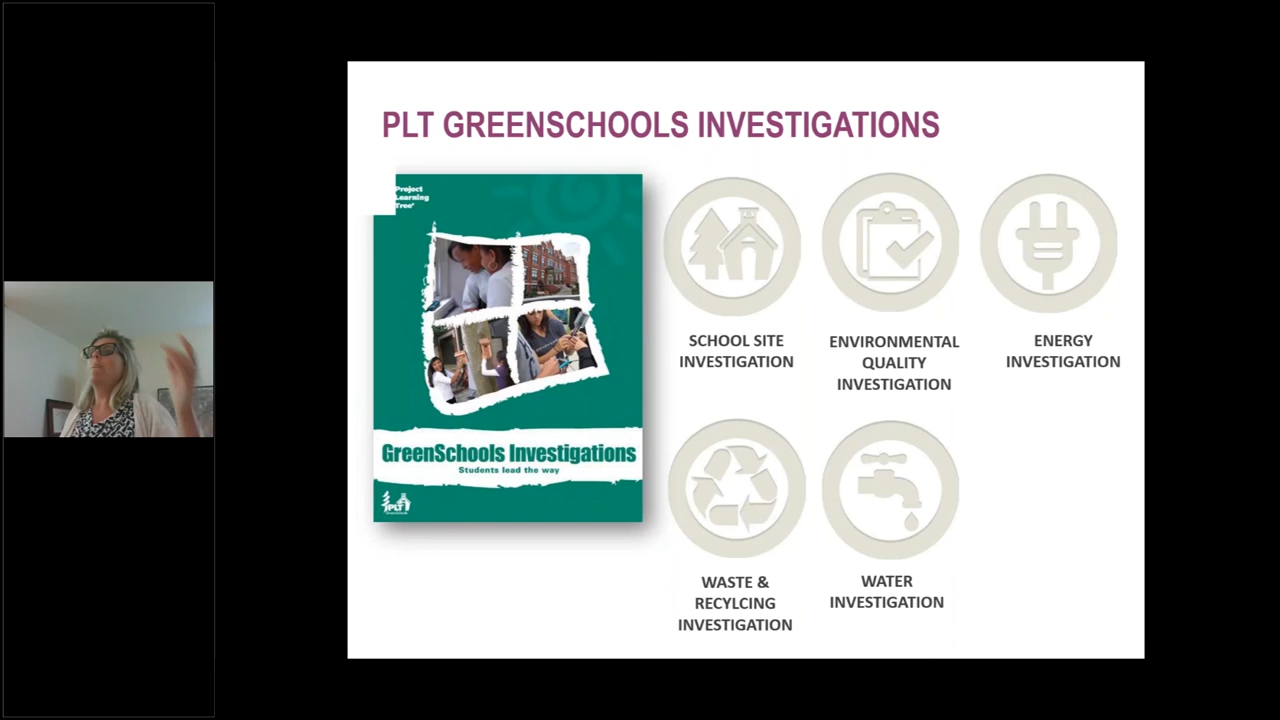 PLT GREENSCHOOLS INVESTIGATIONS
Project
Learning
Tree®
GreenSchools Investigations
Students lead the way
PLT
SCHOOL SITE
INVESTIGATION
ENVIRONMENTAL
QUALITY
INVESTIGATION
ENERGY
INVESTIGATION
WASTE &
RECYLCING
INVESTIGATION
WATER
INVESTIGATION